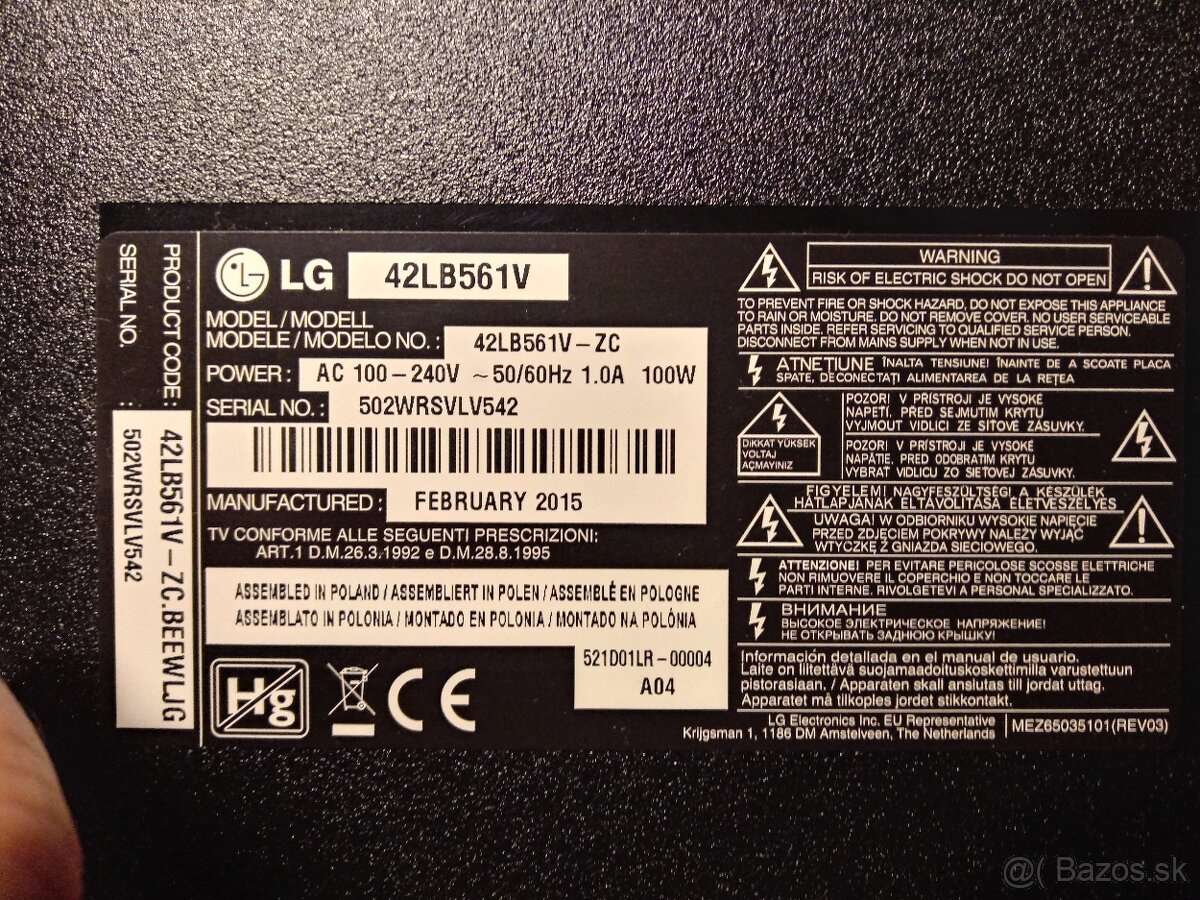 PRODUCT CODE: 42LB561V-ZC.BEEWLJG
SERIAL NO. : 502WRSVLV542
LG 42LB561V
MODEL/MODELL
MODELE/MODELO NO. : 42LB561V-ZC
POWER : AC 100-240V ~50/60Hz 1.0A 100W
SERIAL NO. : 502WRSVLV542
MANUFACTURED : FEBRUARY 2015
TV CONFORME ALLE SEGUENTI PRESCRIZIONI:
ART.1 D.M.26.3.1992 e D.M.28.8.1995
ASSEMBLED IN POLAND / ASSEMBLIERT IN POLEN / ASSEMBLÉ EN POLOGNE
ASSEMBLATO IN POLONIA / MONTADO EN POLONIA / MONTADO NA POLÓNIA
521D01LR-00004
A04
Hg
CE
WARNING
RISK OF ELECTRIC SHOCK DO NOT OPEN
TO PREVENT FIRE OR SHOCK HAZARD, DO NOT EXPOSE THIS APPLIANCE
TO RAIN OR MOISTURE. DO NOT REMOVE COVER. NO USER SERVICEABLE
PARTS INSIDE. REFER SERVICING TO QUALIFIED SERVICE PERSON.
DISCONNECT FROM MAINS SUPPLY WHEN NOT IN USE.
ATNEŢIUNE ÎNALTA TENSIUNE! ÎNAINTE DE A SCOATE PLACA
SPATE, DECONECTAŢI ALIMENTAREA DE LA REŢEA
DİKKAT YÜKSEK
VOLTAJ
AÇMAYINIZ
POZOR! V PŘÍSTROJI JE VYSOKÉ
NAPĚTÍ. PŘED SEJMUTÍM KRYTU
VYJMOUT VIDLICI ZE SÍŤOVÉ ZÁSUVKY.
POZOR! V PRÍSTROJI JE VYSOKÉ
NAPÄTIE. PRED ODOBRATÍM KRYTU
VYBRAŤ VIDLICU ZO SIEŤOVEJ ZÁSUVKY.
FIGYELEM! NAGYFESZÜLTSÉG! A KÉSZÜLÉK
HÁTLAPJÁNAK ELTÁVOLÍTÁSA ÉLETVESZÉLYES
UWAGA! W ODBIORNIKU WYSOKIE NAPIĘCIE
PRZED ZDJĘCIEM POKRYWY NALEŻY WYJĄĆ
WTYCZKĘ Z GNIAZDA SIECIOWEGO.
ATTENZIONE! PER EVITARE PERICOLOSE SCOSSE ELETTRICHE
NON RIMUOVERE IL COPERCHIO E NON TOCCARE LE
PARTI INTERNE. RIVOLGETEVI A PERSONAL SPECIALIZZATO.
ВНИМАНИЕ
ВЫСОКОЕ ЭЛЕКТРИЧЕСКОЕ НАПРЯЖЕНИЕ!
НЕ ОТКРЫВАТЬ ЗАДНЮЮ КРЫШКУ!
Información detallada en el manual de usuario.
Laite on liitettävä suojamaadoituskoskettimilla varustettuun
pistorasiaan. / Apparaten skall anslutas till jordat uttag.
Apparatet må tilkoples jordet stikkontakt.
LG Electronics Inc. EU Representative
Krijgsman 1, 1186 DM Amstelveen, The Netherlands
MEZ65035101(REV03)
@( Bazos.sk